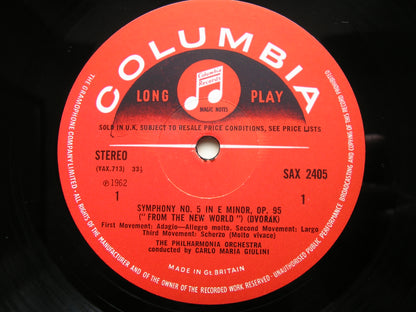 COLUMBIA
Columbia
Records
MAGIC NOTES
LONG PLAY
SOLD IN U.K. SUBJECT TO RESALE PRICE CONDITIONS, SEE PRICE LISTS
STEREO
(YAX.713) 33⅓
SAX 2405
℗1962
1 1
SYMPHONY NO. 5 IN E MINOR, OP. 95
("FROM THE NEW WORLD") (DVORAK)
First Movement: Adagio—Allegro molto. Second Movement: Largo
Third Movement: Scherzo (Molto vivace)
THE PHILHARMONIA ORCHESTRA
conducted by CARLO MARIA GIULINI
MADE IN Gt. BRITAIN
THE GRAMOPHONE COMPANY LIMITED. ALL RIGHTS OF THE MANUFACTURER AND OF THE OWNER OF THE RECORDED WORK RESERVED. UNAUTHORISED PUBLIC PERFORMANCE BROADCASTING AND COPYING OF THIS RECORD PROHIBITED